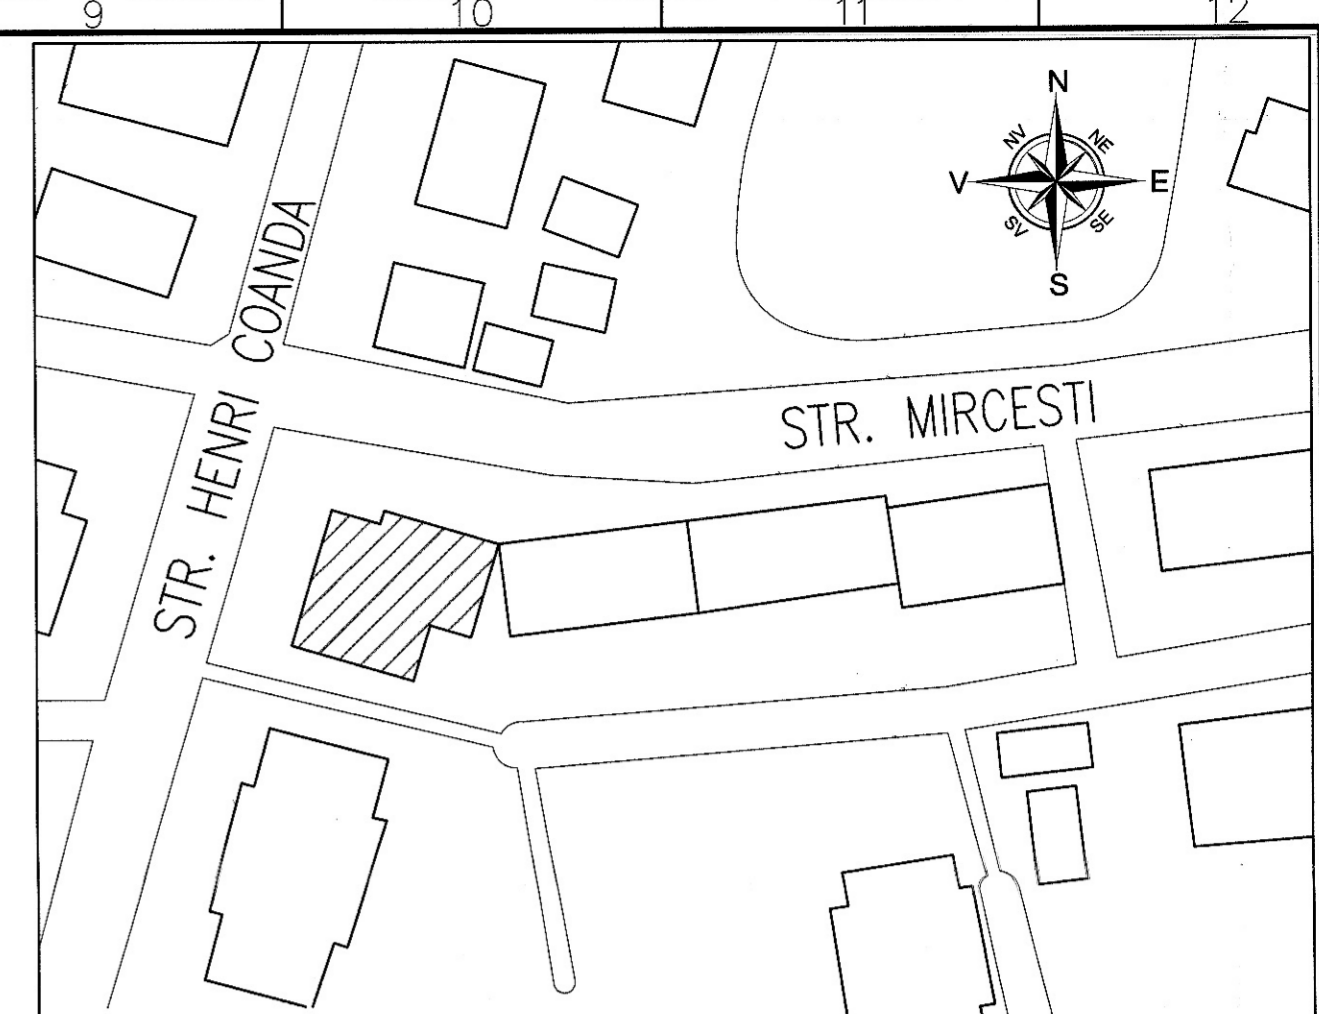 9 10 11 12
N
NV NE
V E
SV SE
S
STR. HENRI COANDA
STR. MIRCESTI